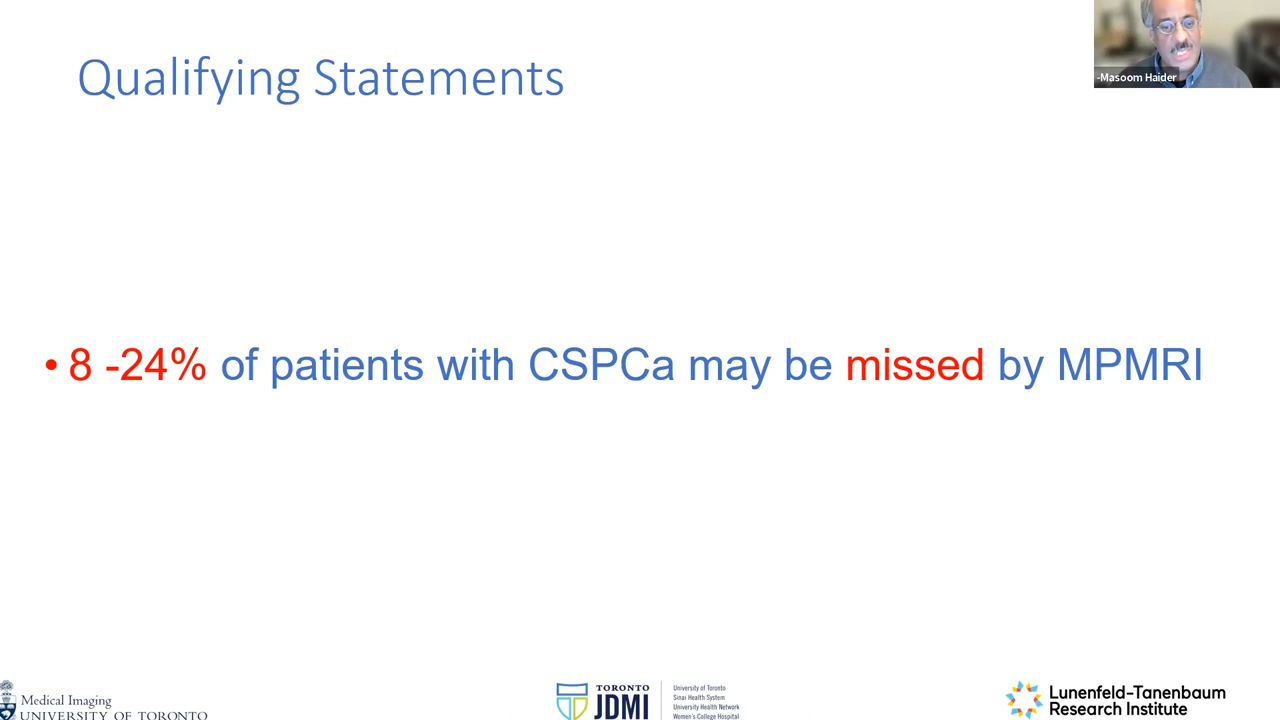 Qualifying Statements
-Masoom Haider
• 8 -24% of patients with CSPCa may be missed by MPMRI
Medical Imaging
UNIVERSITY OF TORONTO
TORONTO
JDMI
University of Toronto
Sinai Health System
University Health Network
Women's College Hospital
Lunenfeld-Tanenbaum
Research Institute